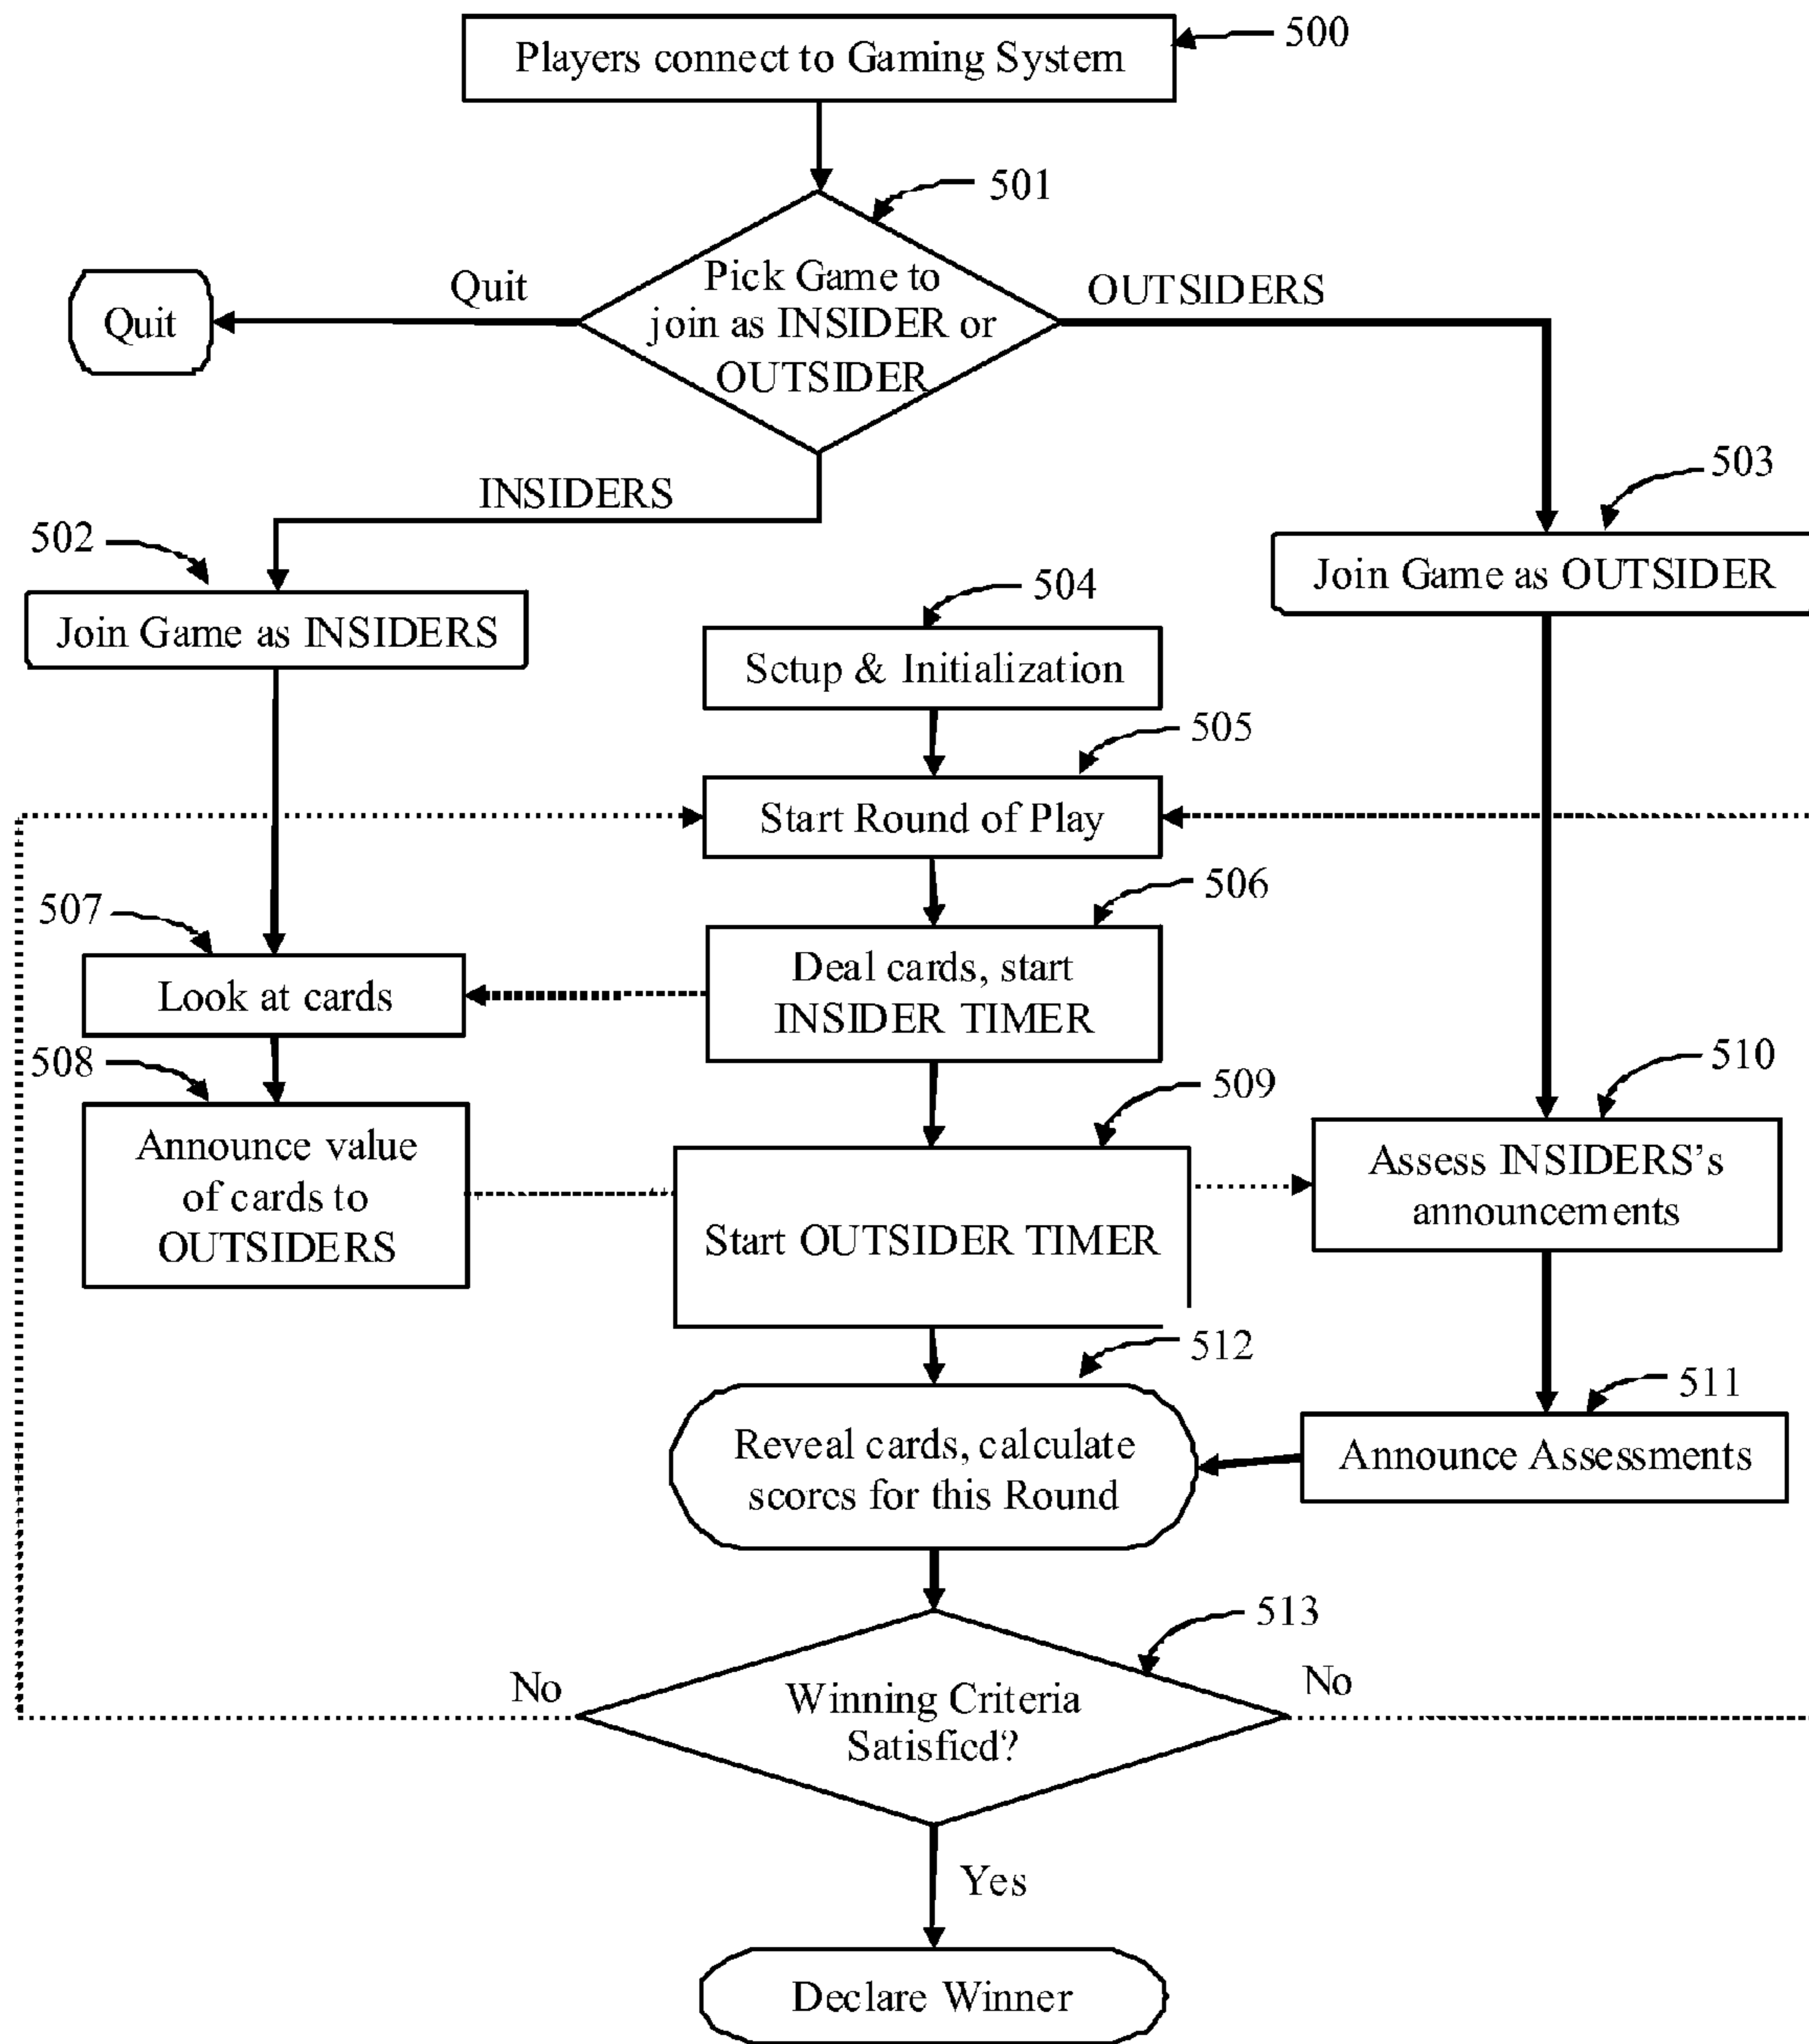 500
Players connect to Gaming System
501
Pick Game to
join as INSIDER or
OUTSIDER
Quit
Quit
OUTSIDERS
INSIDERS
502
503
Join Game as INSIDERS
Join Game as OUTSIDER
504
Setup & Initialization
505
Start Round of Play
506
Deal cards, start
INSIDER TIMER
507
Look at cards
508
Announce value
of cards to
OUTSIDERS
509
Start OUTSIDER TIMER
510
Assess INSIDERS's
announcements
511
Announce Assessments
512
Reveal cards, calculate
scores for this Round
513
Winning Criteria
Satisfied?
No
No
Yes
Declare Winner